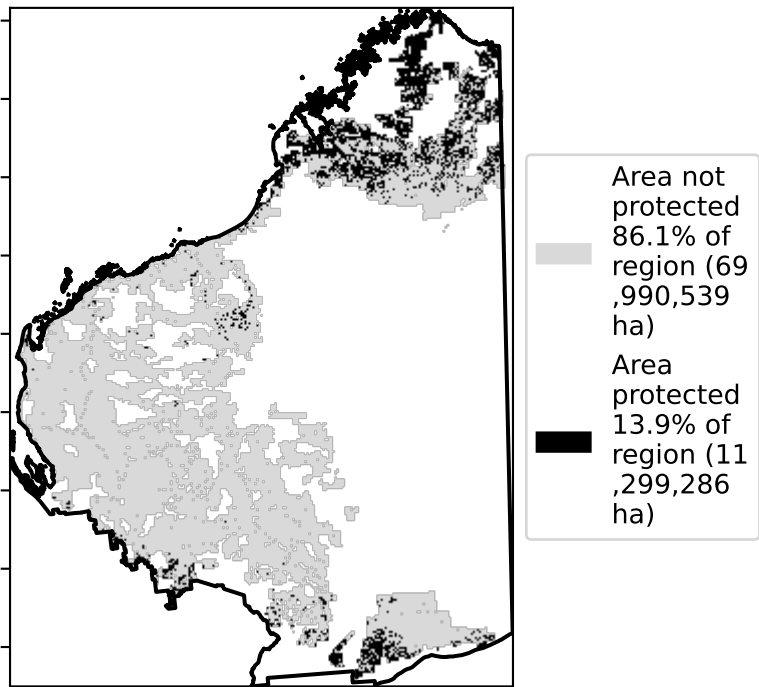 Area not
protected
86.1% of
region (69
,990,539
ha)
Area
protected
13.9% of
region (11
,299,286
ha)